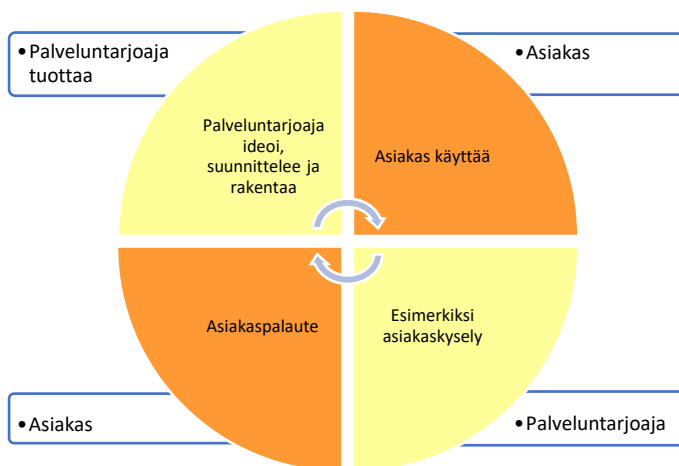 •Palveluntarjoaja
tuottaa
•Asiakas
Palveluntarjoaja
ideoi,
suunnittelee ja
rakentaa
Asiakas käyttää
Asiakaspalaute
Esimerkiksi
asiakaskysely
•Asiakas
•Palveluntarjoaja